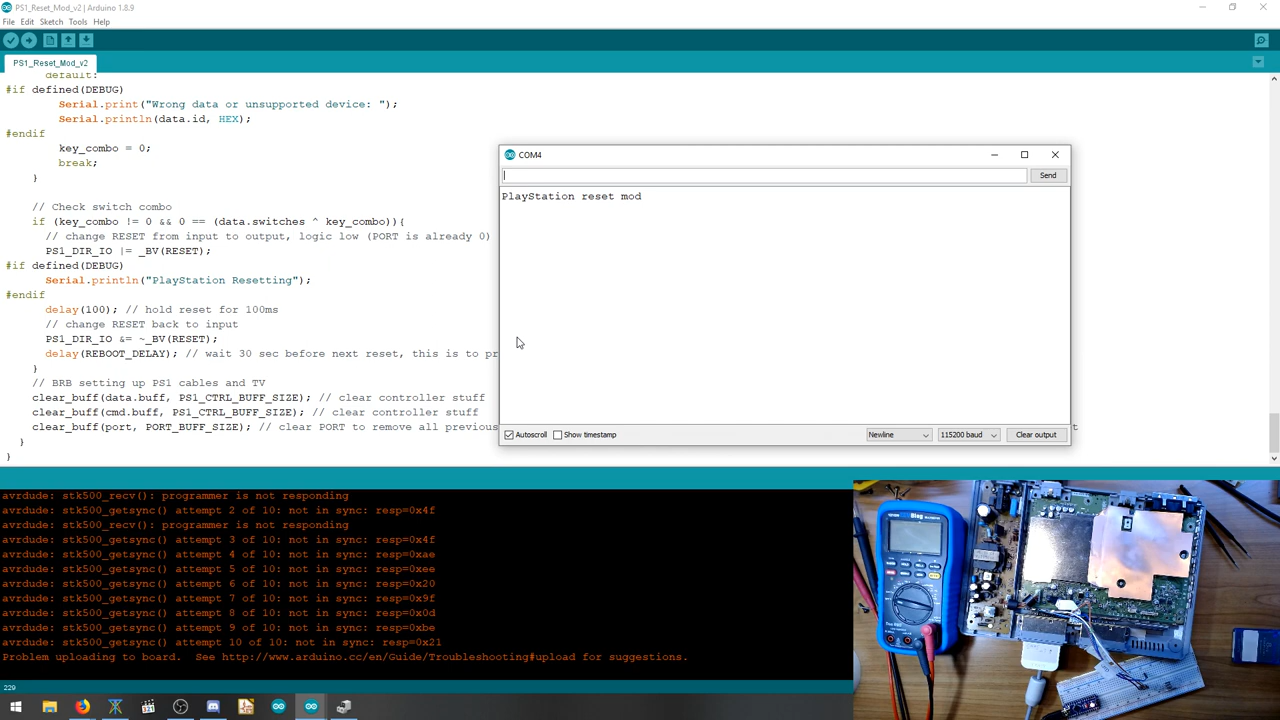 PS1_Reset_Mod_v2 | Arduino 1.8.9
File Edit Sketch Tools Help
PS1_Reset_Mod_v2
default:
#if defined(DEBUG)
Serial.print("Wrong data or unsupported device: ");
Serial.println(data.id, HEX);
#endif
key_combo = 0;
break;
}
// Check switch combo
if (key_combo != 0 && 0 == (data.switches ^ key_combo)){
// change RESET from input to output, logic low (PORT is already 0)
PS1_DIR_IO |= _BV(RESET);
#if defined(DEBUG)
Serial.println("PlayStation Resetting");
#endif
delay(100); // hold reset for 100ms
// change RESET back to input
PS1_DIR_IO &= ~_BV(RESET);
delay(REBOOT_DELAY); // wait 30 sec before next reset, this is to pr
}
// BRB setting up PS1 cables and TV
clear_buff(data.buff, PS1_CTRL_BUFF_SIZE); // clear controller stuff
clear_buff(cmd.buff, PS1_CTRL_BUFF_SIZE); // clear controller stuff
clear_buff(port, PORT_BUFF_SIZE); // clear PORT to remove all previous t
}
}
COM4
Send
PlayStation reset mod
Autoscroll Show timestamp Newline 115200 baud Clear output
avrdude: stk500_recv(): programmer is not responding
avrdude: stk500_getsync() attempt 2 of 10: not in sync: resp=0x4f
avrdude: stk500_recv(): programmer is not responding
avrdude: stk500_getsync() attempt 3 of 10: not in sync: resp=0x4f
avrdude: stk500_getsync() attempt 4 of 10: not in sync: resp=0xae
avrdude: stk500_getsync() attempt 5 of 10: not in sync: resp=0xee
avrdude: stk500_getsync() attempt 6 of 10: not in sync: resp=0x20
avrdude: stk500_getsync() attempt 7 of 10: not in sync: resp=0x9f
avrdude: stk500_getsync() attempt 8 of 10: not in sync: resp=0x0d
avrdude: stk500_getsync() attempt 9 of 10: not in sync: resp=0xbe
avrdude: stk500_getsync() attempt 10 of 10: not in sync: resp=0x21
Problem uploading to board. See http://www.arduino.cc/en/Guide/Troubleshooting#upload for suggestions.
229